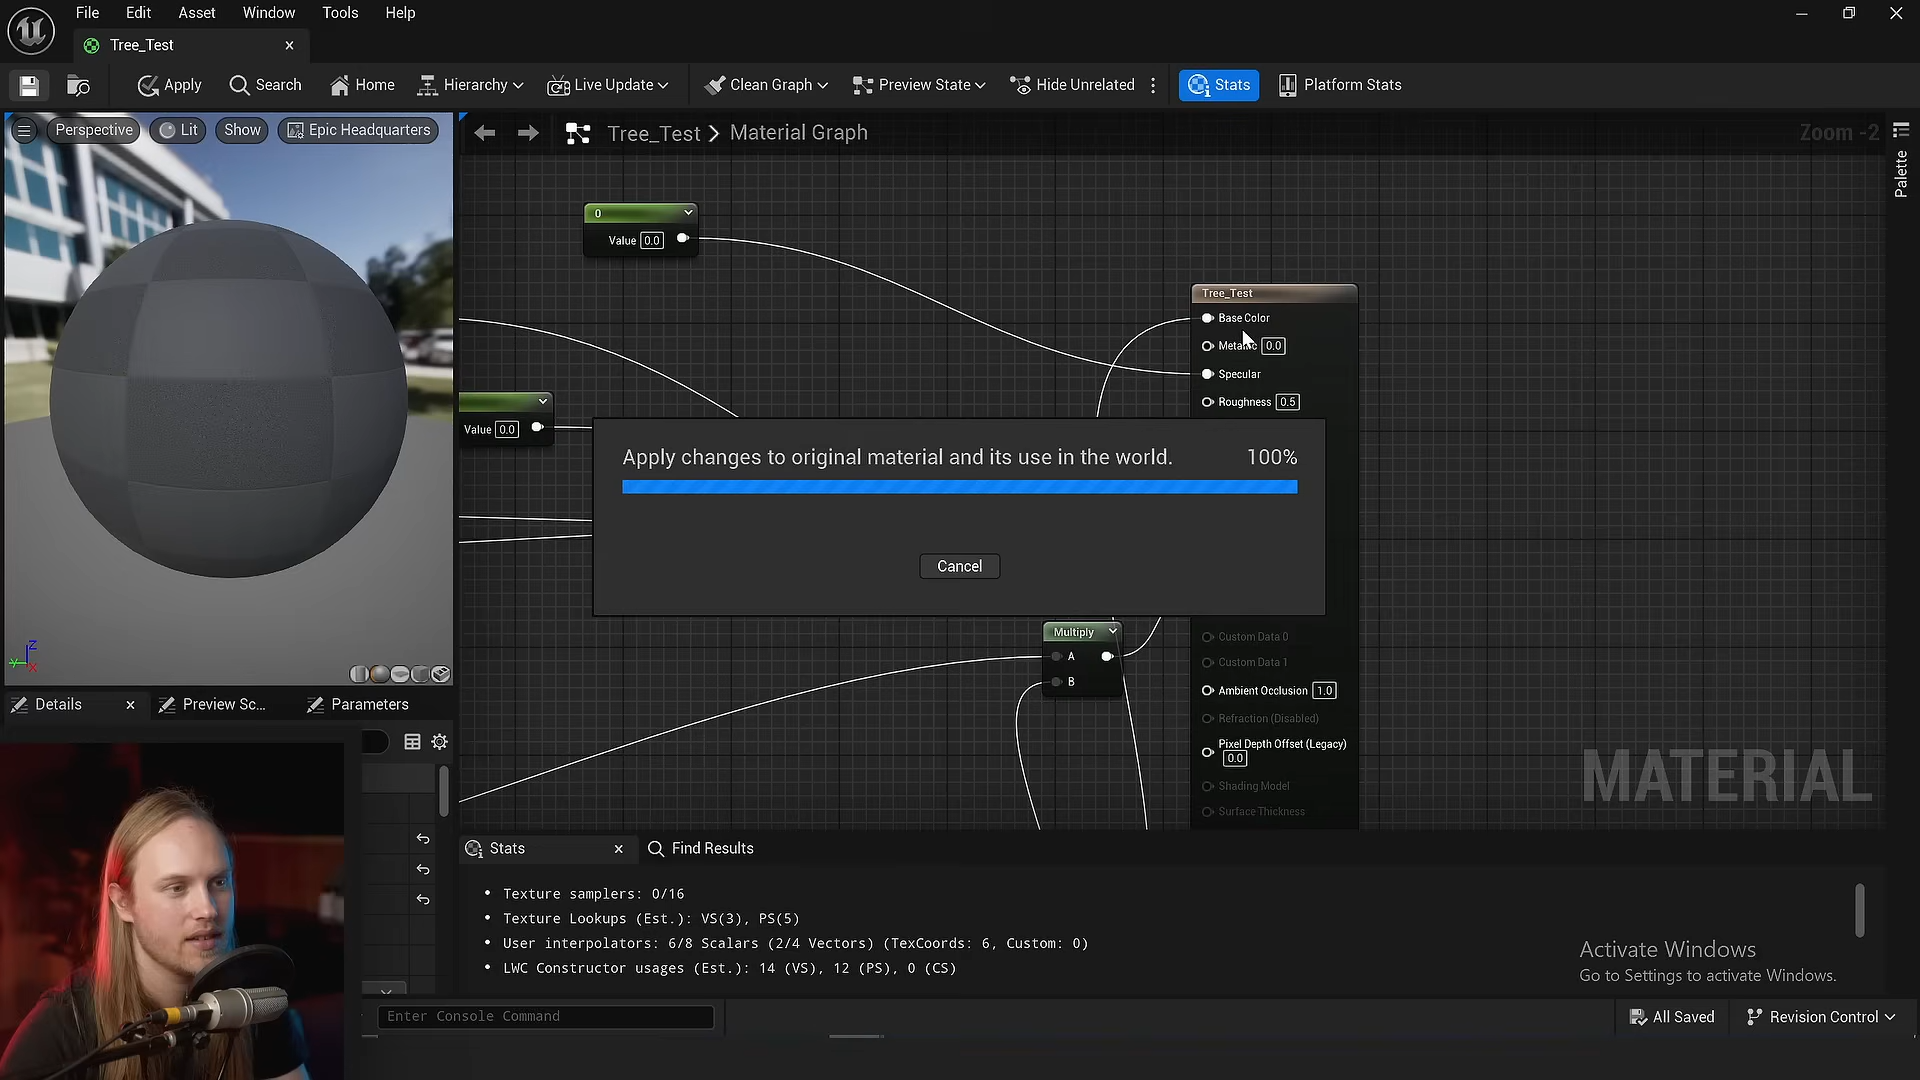 File Edit Asset Window Tools Help
Tree_Test
Apply Search Home Hierarchy Live Update Clean Graph Preview State Hide Unrelated Stats Platform Stats
Perspective Lit Show Epic Headquarters
Tree_Test Material Graph
Zoom -2
Palette
0
Value 0.0
Tree_Test
Base Color
Metallic 0.0
Specular
Roughness 0.5
Value 0.0
Apply changes to original material and its use in the world. 100%
Cancel
Multiply
A
B
Custom Data 0
Custom Data 1
Ambient Occlusion 1.0
Refraction (Disabled)
Pixel Depth Offset (Legacy)
0.0
Shading Model
Surface Thickness
MATERIAL
Z
Y
X
Details Preview Sc... Parameters
Stats Find Results
• Texture samplers: 0/16
• Texture Lookups (Est.): VS(3), PS(5)
• User interpolators: 6/8 Scalars (2/4 Vectors) (TexCoords: 6, Custom: 0)
• LWC Constructor usages (Est.): 14 (VS), 12 (PS), 0 (CS)
Activate Windows
Go to Settings to activate Windows.
Enter Console Command
All Saved Revision Control